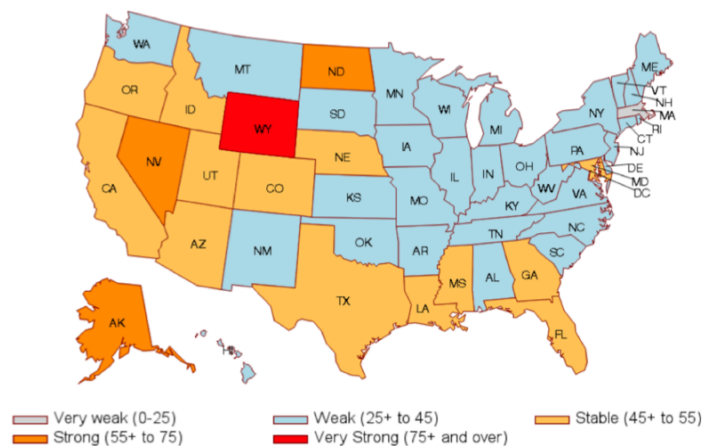 WA
MT
ND
MN
ME
VT
NH
MA
RI
CT
NJ
DE
MD
DC
OR
ID
WY
SD
WI
MI
NY
PA
NV
UT
CO
NE
IA
IL
IN
OH
WV
VA
CA
AZ
NM
KS
MO
KY
NC
TN
OK
AR
SC
MS
AL
GA
TX
LA
FL
AK
HI
Very weak (0-25)
Weak (25+ to 45)
Stable (45+ to 55)
Strong (55+ to 75)
Very Strong (75+ and over)